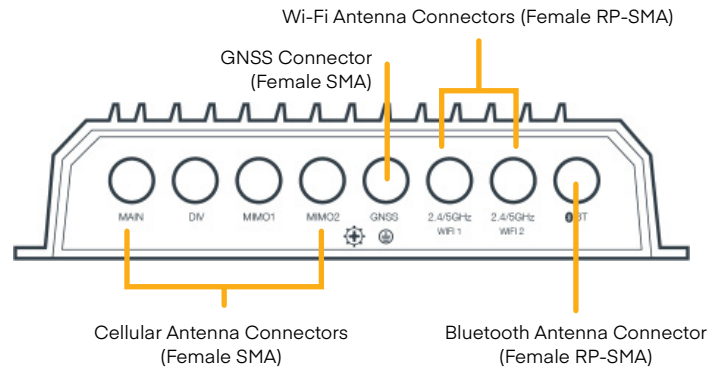 Wi-Fi Antenna Connectors (Female RP-SMA)
GNSS Connector
(Female SMA)
MAIN DIV MIMO1 MIMO2 GNSS 2.4/5GHz 2.4/5GHz BT
WIFI 1 WIFI 2
Cellular Antenna Connectors
(Female SMA)
Bluetooth Antenna Connector
(Female RP-SMA)